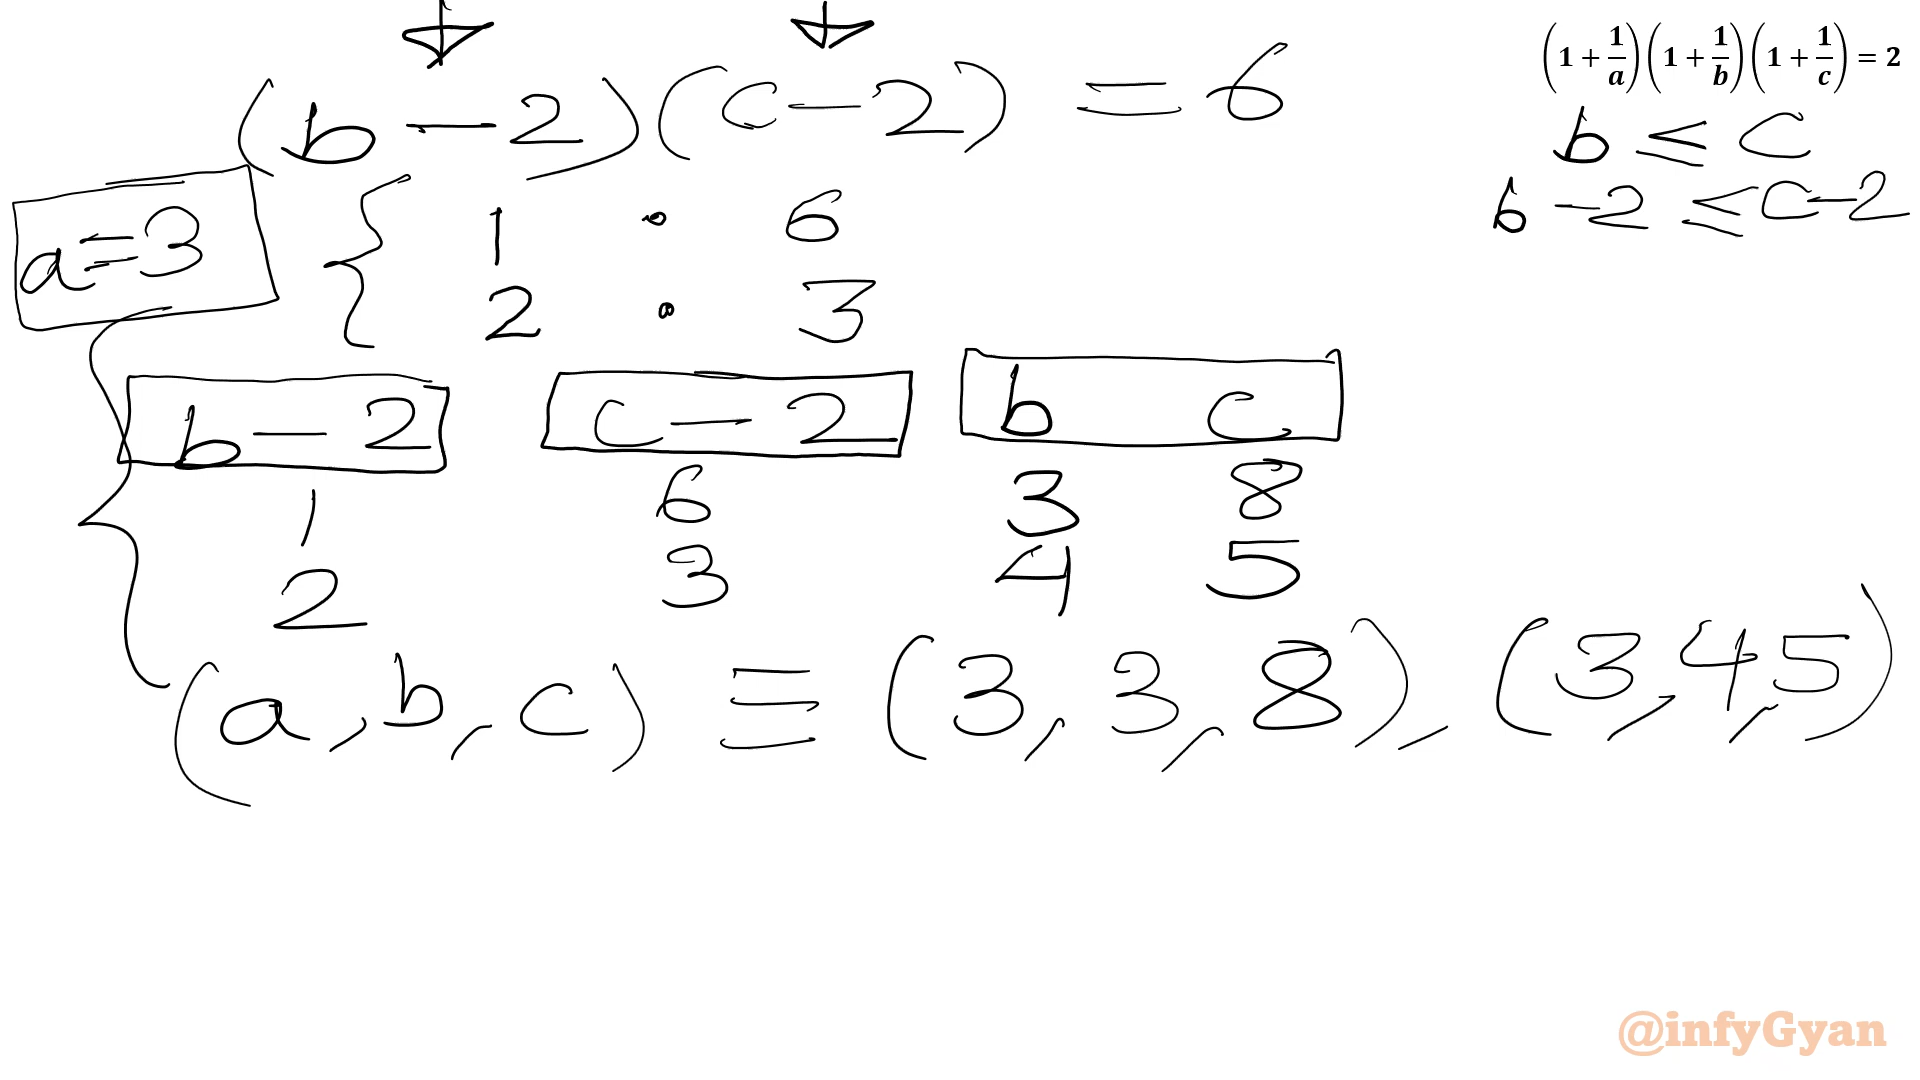 (b - 2)(c - 2) = 6
(1 + 1/a)(1 + 1/b)(1 + 1/c) = 2
b ≤ c
b - 2 ≤ c - 2
a = 3
1 · 6
2 · 3
b - 2 c - 2 b c
1 6 3 8
2 3 4 5
(a, b, c) ≡ (3, 3, 8), (3, 4, 5)
@infyGyan